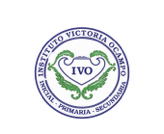 INSTITUTO VICTORIA OCAMPO
IVO
INICIAL - PRIMARIA - SECUNDARIA